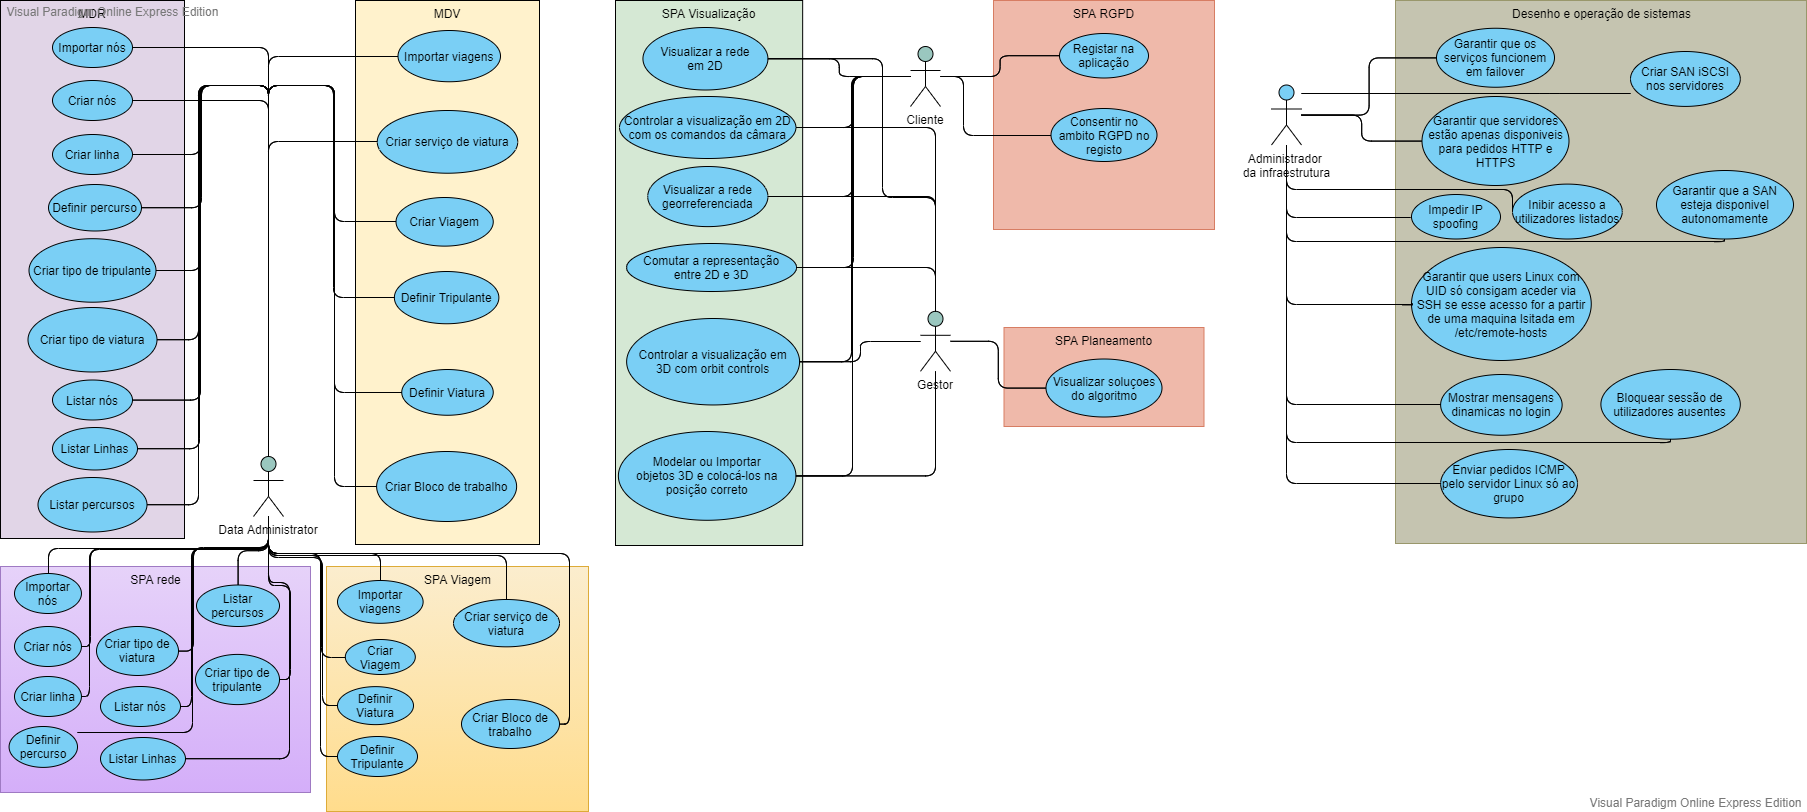 Visual Paradigm Online Express Edition
MDR
Importar nós
Criar nós
Criar linha
Definir percurso
Criar tipo de tripulante
Criar tipo de viatura
Listar nós
Listar Linhas
Listar percursos
Data Administrator
MDV
Importar viagens
Criar serviço de viatura
Criar Viagem
Definir Tripulante
Definir Viatura
Criar Bloco de trabalho
SPA rede
Importar
nós
Listar
percursos
Criar nós
Criar tipo de
viatura
Criar tipo de
tripulante
Criar linha
Listar nós
Definir
percurso
Listar Linhas
SPA Viagem
Importar
viagens
Criar serviço de
viatura
Criar
Viagem
Definir
Viatura
Criar Bloco de
trabalho
Definir
Tripulante
SPA Visualização
Visualizar a rede
em 2D
Controlar a visualização em 2D
com os comandos da câmara
Visualizar a rede
georreferenciada
Comutar a representação
entre 2D e 3D
Controlar a visualização em
3D com orbit controls
Modelar ou Importar
objetos 3D e colocá-los na
posição correto
Cliente
Gestor
SPA RGPD
Registar na
aplicação
Consentir no
ambito RGPD no
registo
SPA Planeamento
Visualizar soluçoes
do algoritmo
Administrador
da infraestrutura
Desenho e operação de sistemas
Garantir que os
serviços funcionem
em failover
Criar SAN iSCSI
nos servidores
Garantir que servidores
estão apenas disponiveis
para pedidos HTTP e
HTTPS
Impedir IP
spoofing
Inibir acesso a
utilizadores listados
Garantir que a SAN
esteja disponivel
autonomamente
Garantir que users Linux com
UID só consigam aceder via
SSH se esse acesso for a partir
de uma maquina lsitada em
/etc/remote-hosts
Mostrar mensagens
dinamicas no login
Bloquear sessão de
utilizadores ausentes
Enviar pedidos ICMP
pelo servidor Linux só ao
grupo
Visual Paradigm Online Express Edition